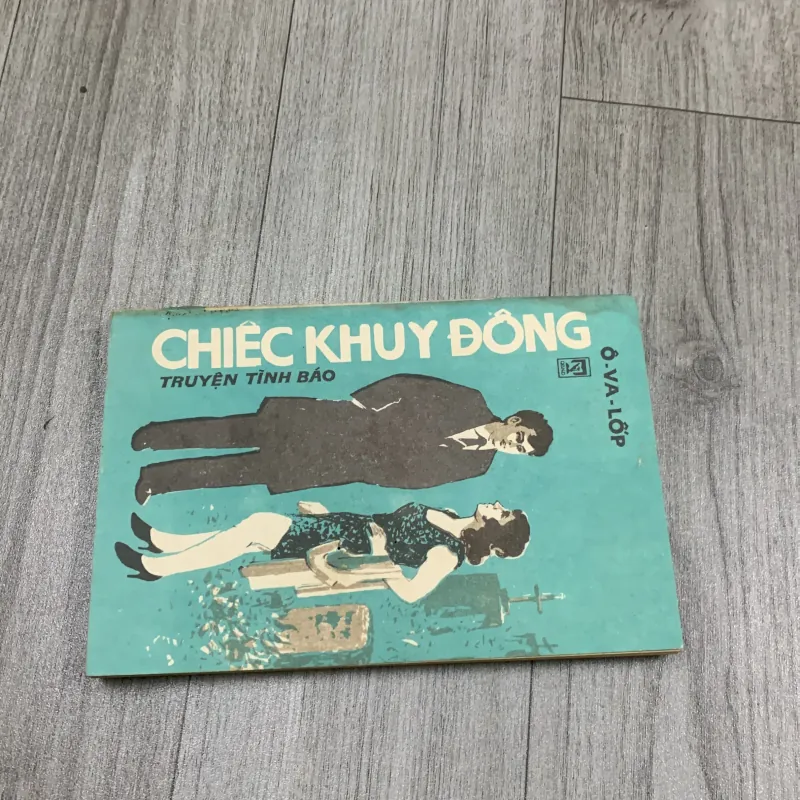 Ô-VA-LỐP
CHIẾC KHUY ĐỒNG
TRUYỆN TÌNH BÁO